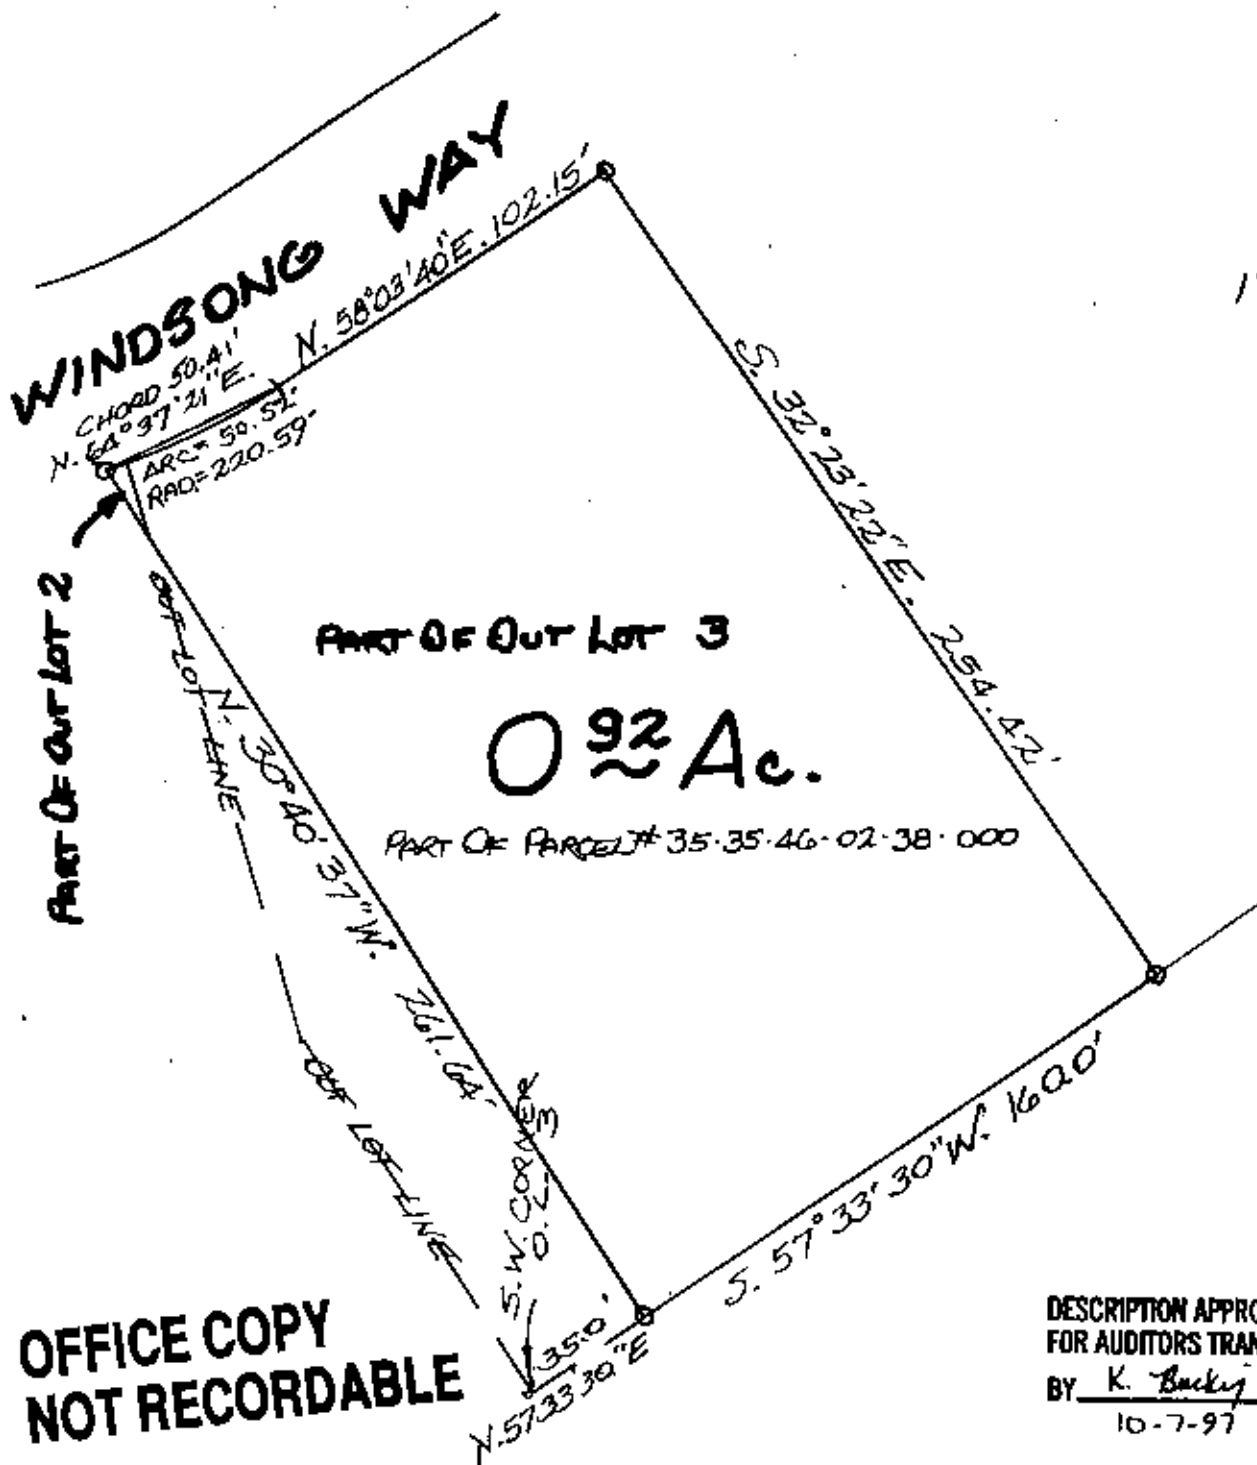 WINDSONG WAY
N. 58°03'40"E. 102.15'
CHORD 50.41'
N. 64°37'21"E.
ARC= 50.52'
RAD.=220.59'
S. 32°23'22"E. 254.42'
PART OF OUT LOT 2
PART OF OUT LOT 3
0 92 Ac.
PART OF PARCEL# 35-35-46-02-38-000
OUT LOT LINE
N. 30°40'37"W. 261.64'
OUT LOT LINE
S.W. CORNER
O.L. 3
S. 57°33'30"W. 160.0'
35.0'
N.57°33'30"E
OFFICE COPY
NOT RECORDABLE
DESCRIPTION APPRO
FOR AUDITORS TRAN
BY K.
10-7-97